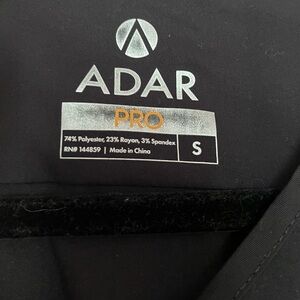 ADAR
PRO
74% Polyester, 23% Rayon, 3% Spandex
RN# 144859 | Made in China
S